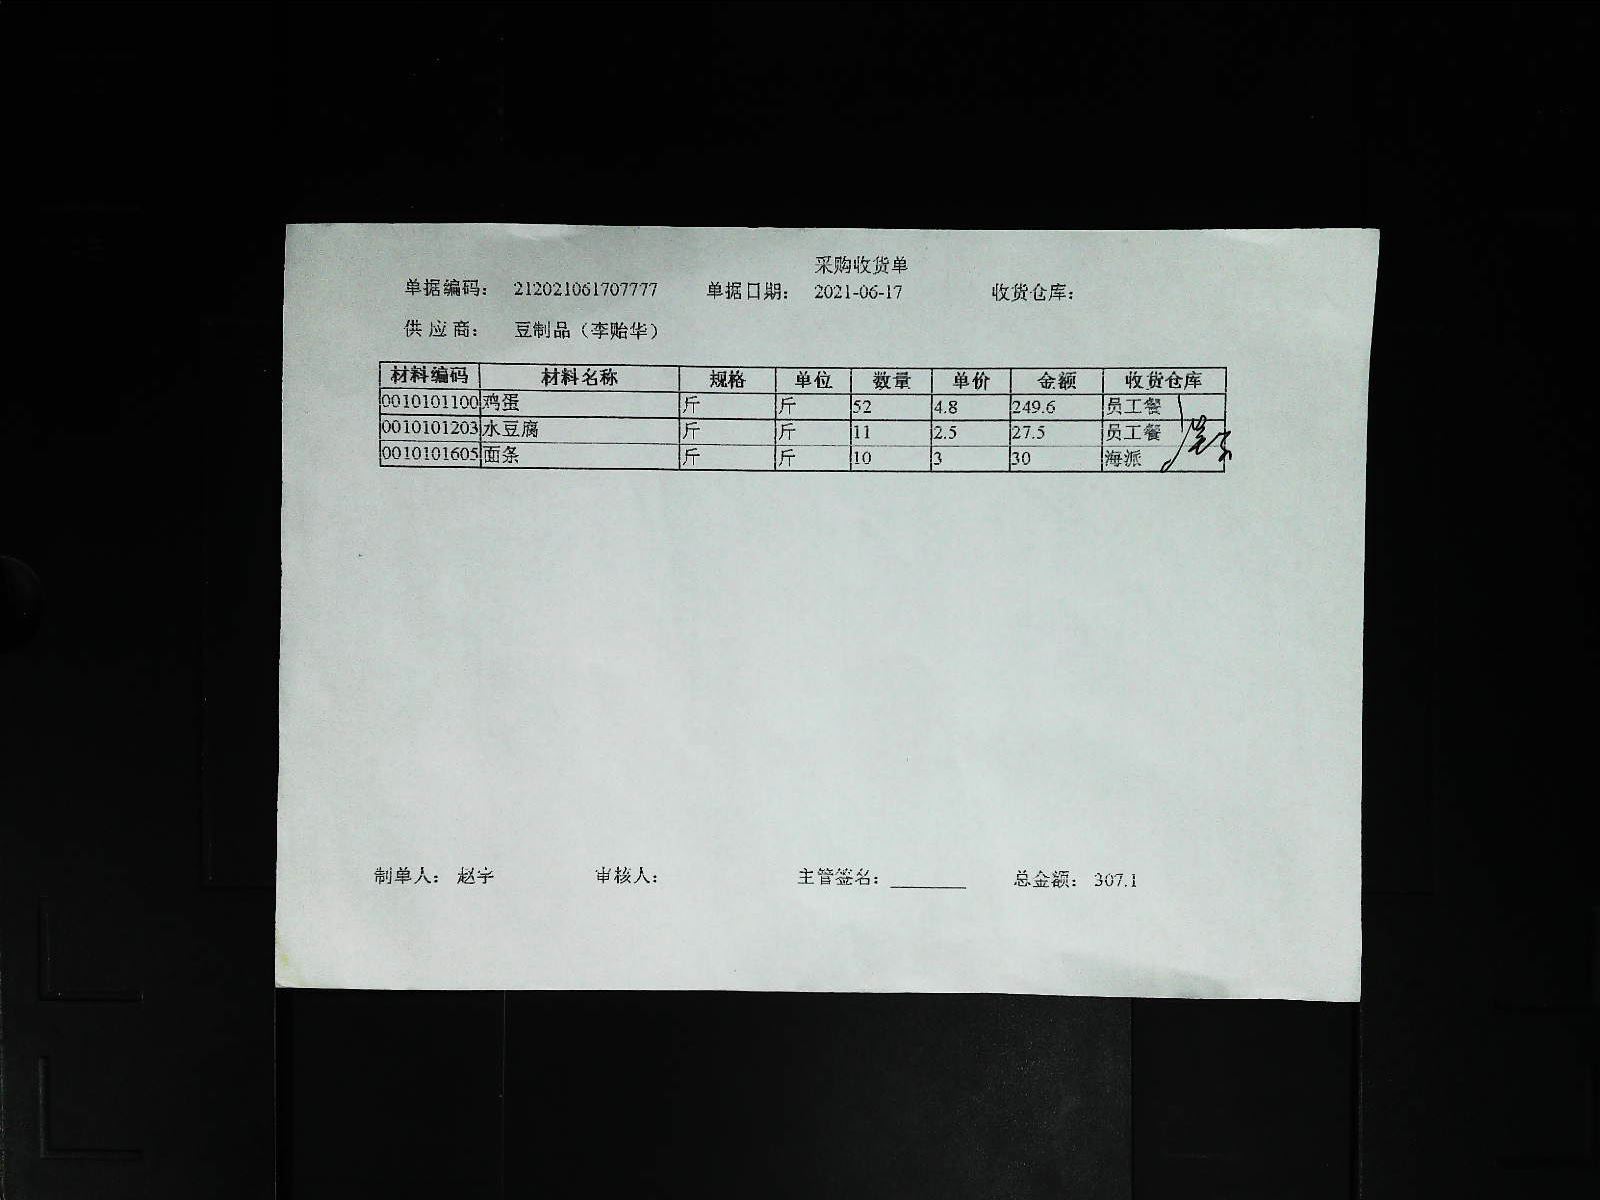 采购收货单
单据编码： 212021061707777 单据日期： 2021-06-17 收货仓库：
供应商： 豆制品（李贻华）
材料编码 材料名称 规格 单位 数量 单价 金额 收货仓库
0010101100 鸡蛋 斤 斤 52 4.8 249.6 员工餐
0010101203 水豆腐 斤 斤 11 2.5 27.5 员工餐
0010101605 面条 斤 斤 10 3 30 海派
制单人： 赵宇 审核人： 主管签名： 总金额： 307.1